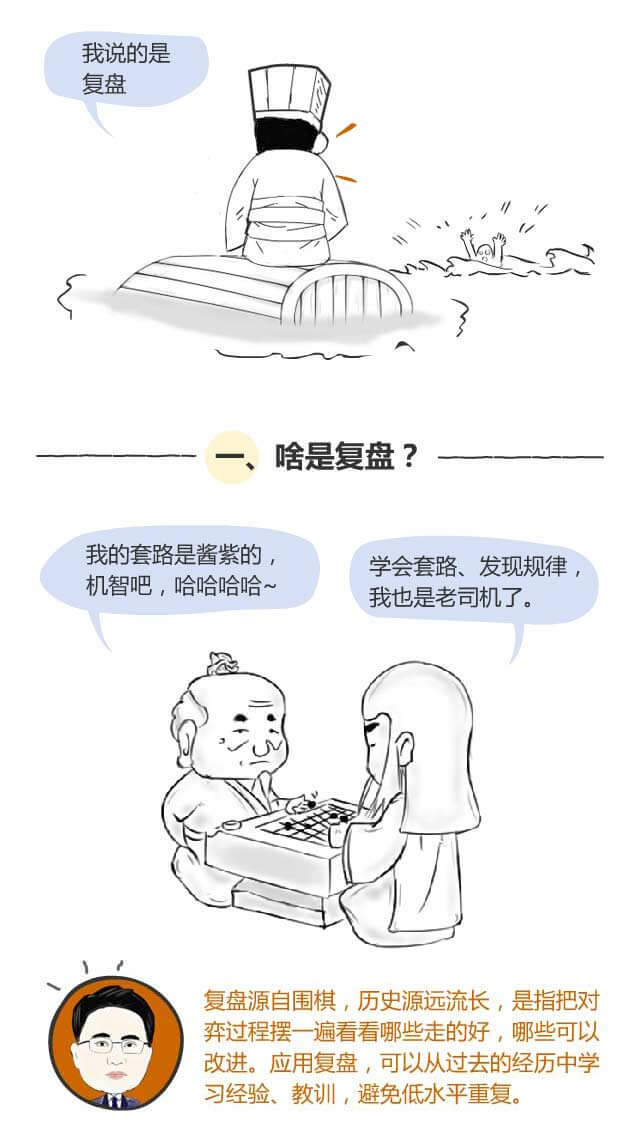 我说的是
复盘
一、啥是复盘？
我的套路是酱紫的，
机智吧，哈哈哈哈~
学会套路、发现规律，
我也是老司机了。
复盘源自围棋，历史源远流长，是指把对
弈过程摆一遍看看哪些走的好，哪些可以
改进。应用复盘，可以从过去的经历中学
习经验、教训，避免低水平重复。